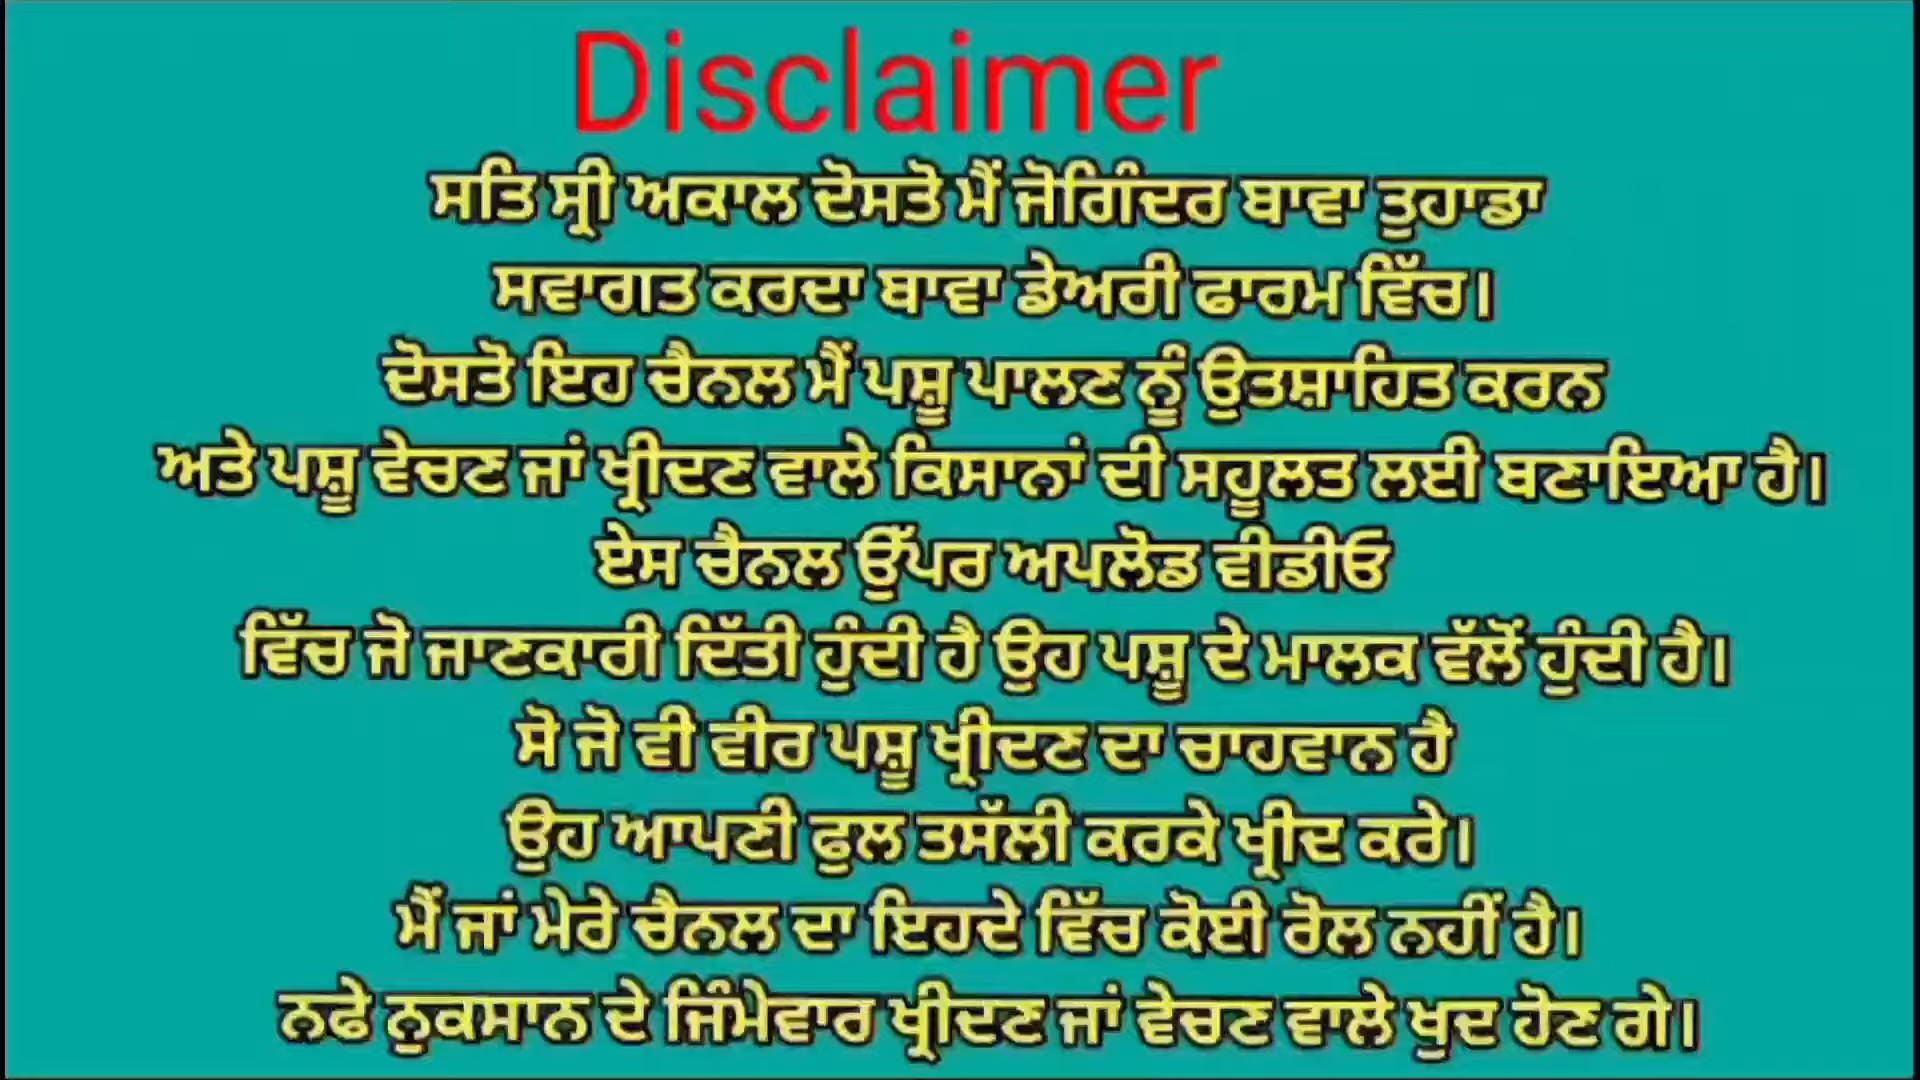 Disclaimer
ਸਤਿ ਸ੍ਰੀ ਅਕਾਲ ਦੋਸਤੋ ਮੈਂ ਜੋਗਿੰਦਰ ਬਾਵਾ ਤੁਹਾਡਾ
ਸਵਾਗਤ ਕਰਦਾ ਬਾਵਾ ਡੇਅਰੀ ਫਾਰਮ ਵਿੱਚ।
ਦੋਸਤੋ ਇਹ ਚੈਨਲ ਮੈਂ ਪਸ਼ੂ ਪਾਲਣ ਨੂੰ ਉਤਸ਼ਾਹਿਤ ਕਰਨ
ਅਤੇ ਪਸ਼ੂ ਵੇਚਣ ਜਾਂ ਖ੍ਰੀਦਣ ਵਾਲੇ ਕਿਸਾਨਾਂ ਦੀ ਸਹੂਲਤ ਲਈ ਬਣਾਇਆ ਹੈ।
ਏਸ ਚੈਨਲ ਉੱਪਰ ਅਪਲੋਡ ਵੀਡੀਓ
ਵਿੱਚ ਜੋ ਜਾਣਕਾਰੀ ਦਿੱਤੀ ਹੁੰਦੀ ਹੈ ਉਹ ਪਸ਼ੂ ਦੇ ਮਾਲਕ ਵੱਲੋਂ ਹੁੰਦੀ ਹੈ।
ਸੋ ਜੋ ਵੀ ਵੀਰ ਪਸ਼ੂ ਖ੍ਰੀਦਣ ਦਾ ਚਾਹਵਾਨ ਹੈ
ਉਹ ਆਪਣੀ ਫੁਲ ਤਸੱਲੀ ਕਰਕੇ ਖ੍ਰੀਦ ਕਰੇ।
ਮੈਂ ਜਾਂ ਮੇਰੇ ਚੈਨਲ ਦਾ ਇਹਦੇ ਵਿੱਚ ਕੋਈ ਰੋਲ ਨਹੀਂ ਹੈ।
ਨਫੇ ਨੁਕਸਾਨ ਦੇ ਜਿੰਮੇਵਾਰ ਖ੍ਰੀਦਣ ਜਾਂ ਵੇਚਣ ਵਾਲੇ ਖੁਦ ਹੋਣ ਗੇ।